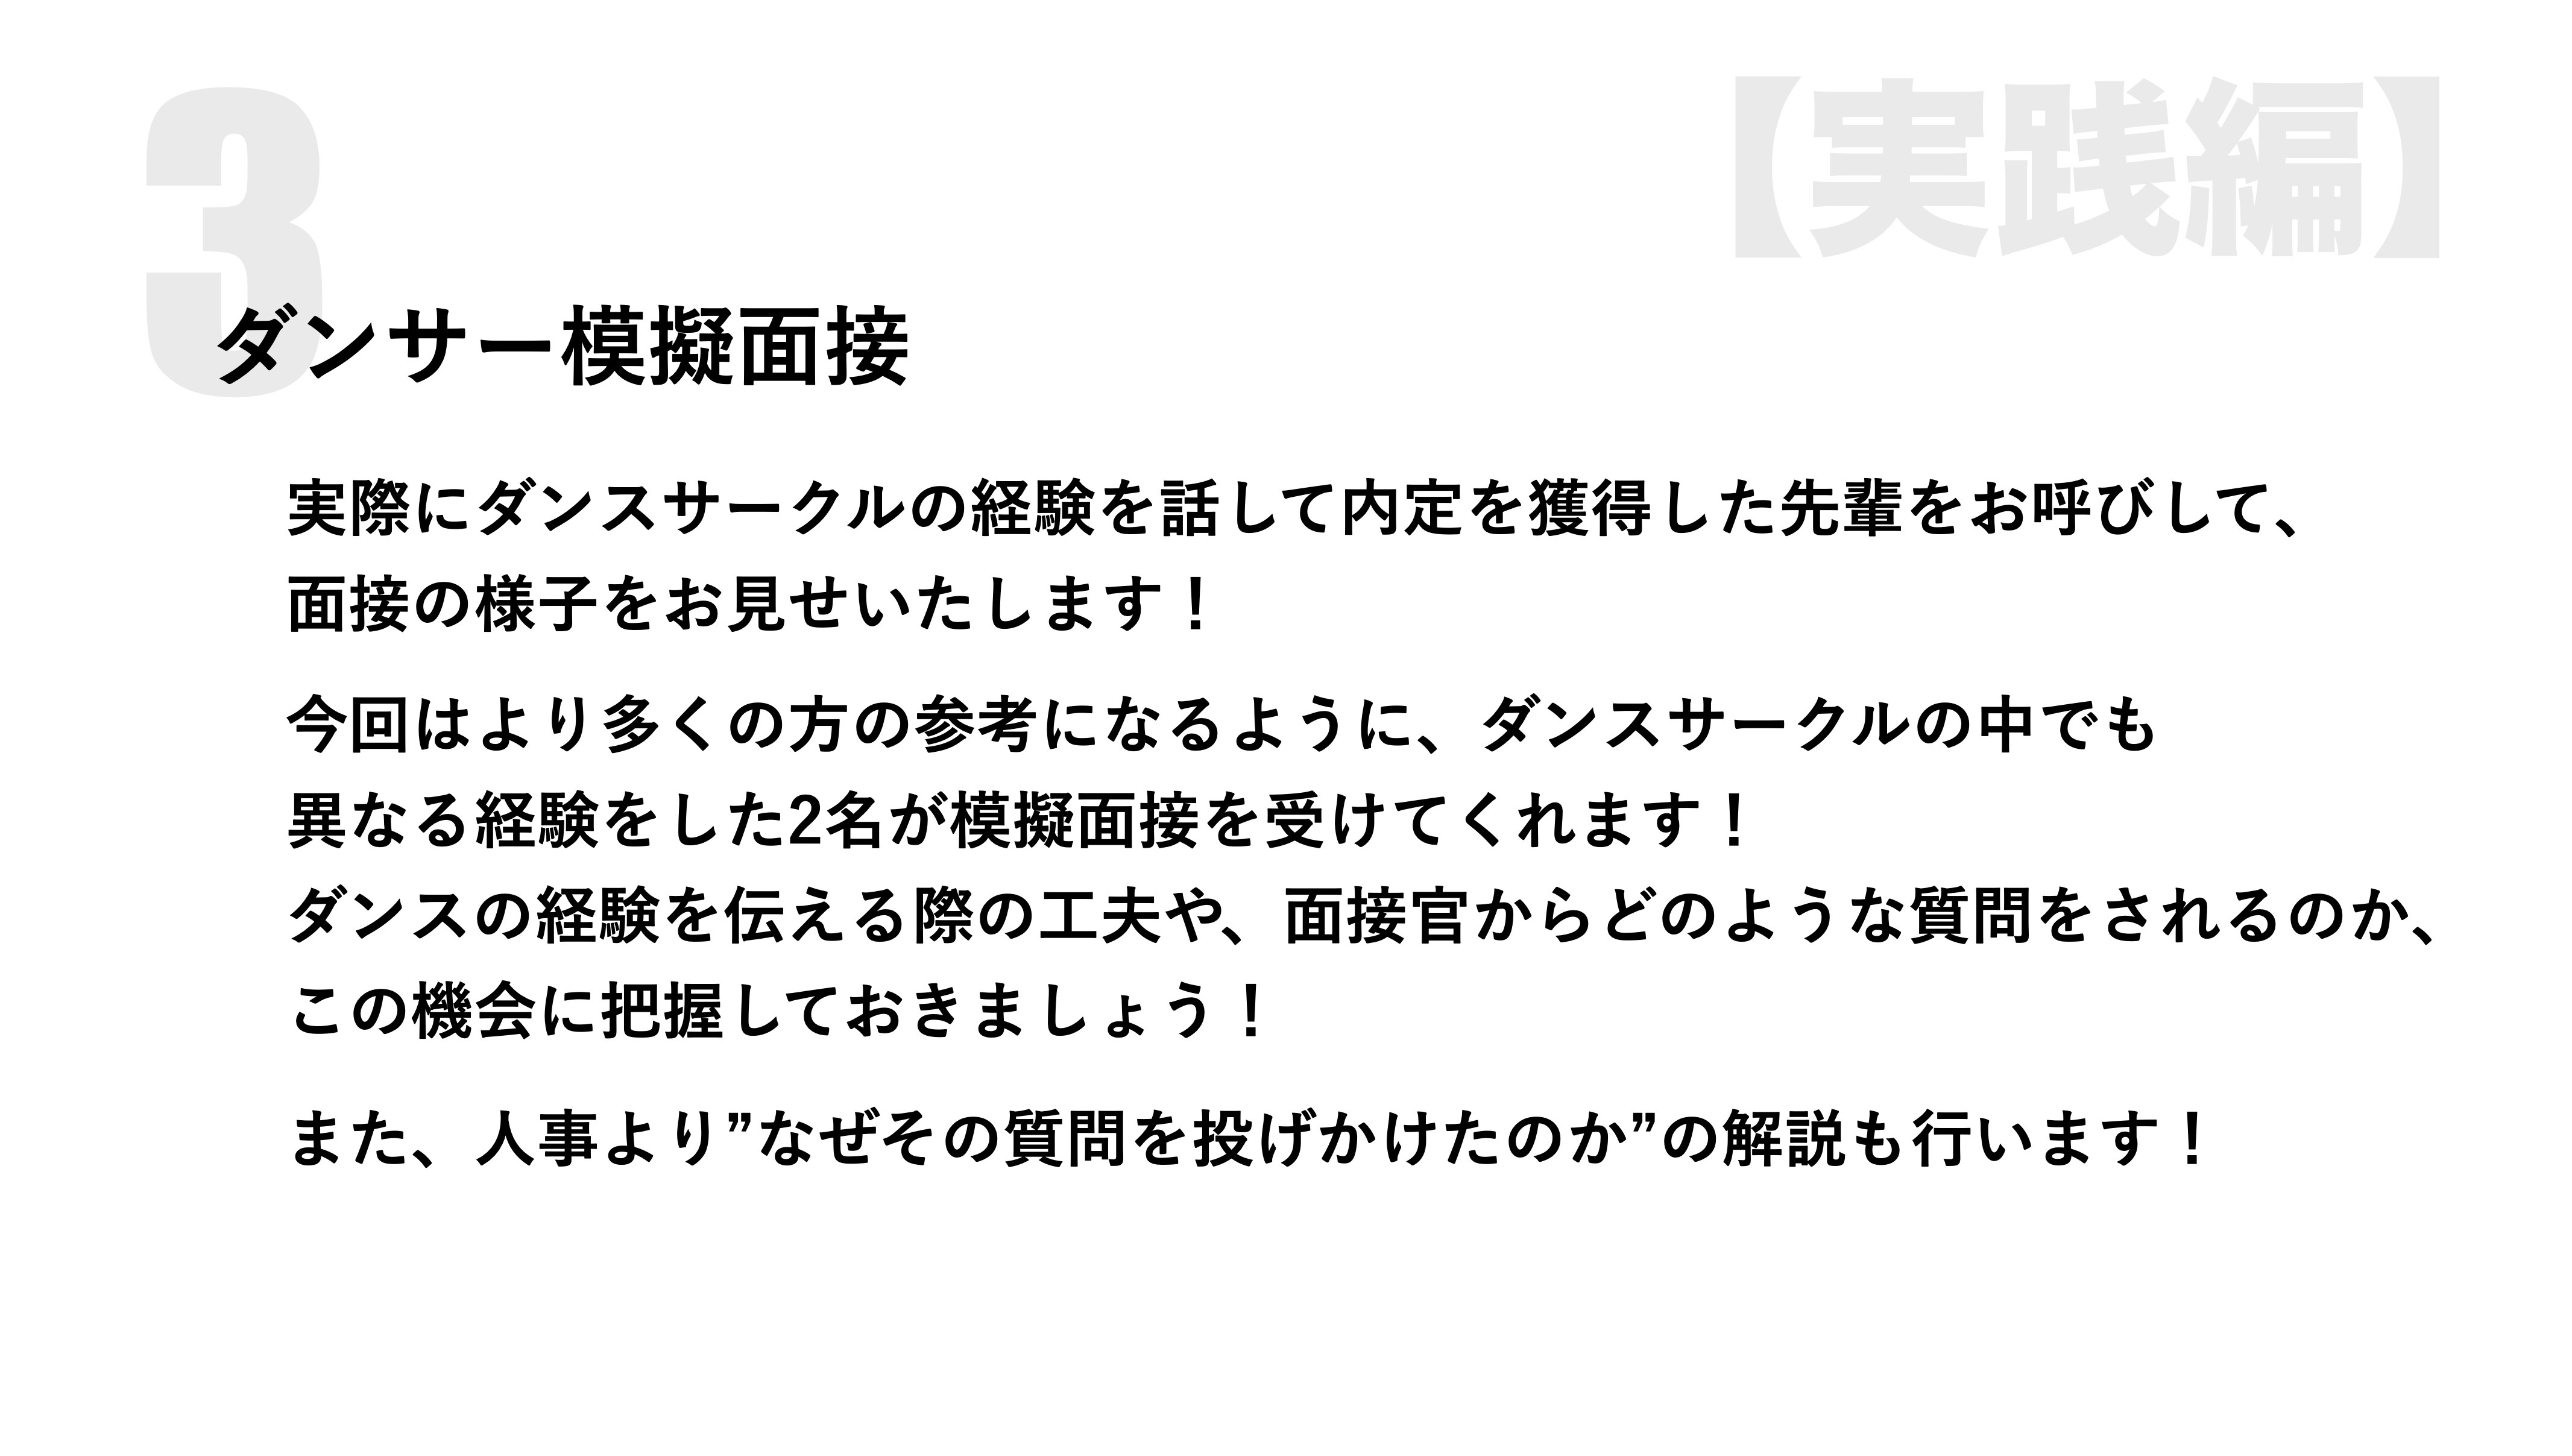 3
【実践編】
ダンサー模擬面接
実際にダンスサークルの経験を話して内定を獲得した先輩をお呼びして、
面接の様子をお見せいたします！
今回はより多くの方の参考になるように、ダンスサークルの中でも
異なる経験をした2名が模擬面接を受けてくれます！
ダンスの経験を伝える際の工夫や、面接官からどのような質問をされるのか、
この機会に把握しておきましょう！
また、人事より”なぜその質問を投げかけたのか”の解説も行います！